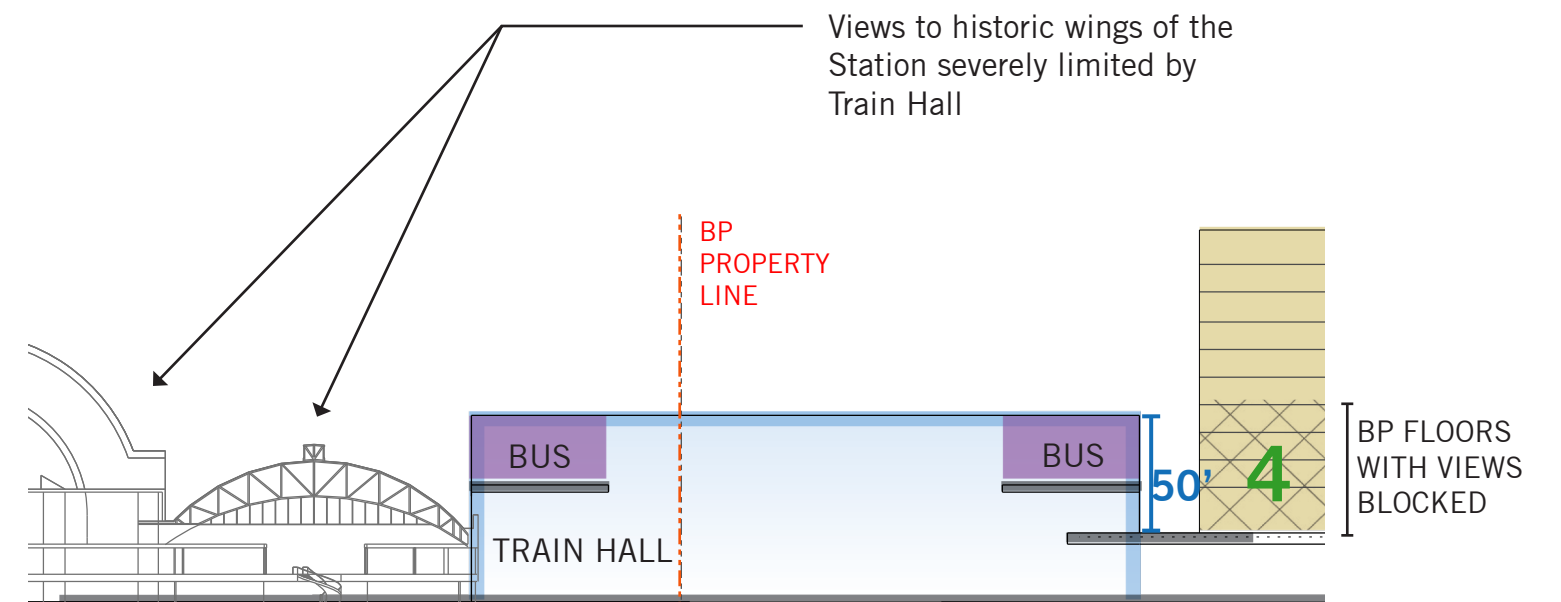 Views to historic wings of the
Station severely limited by
Train Hall
BP
PROPERTY
LINE
BUS
BUS
50'
4
BP FLOORS
WITH VIEWS
BLOCKED
TRAIN HALL